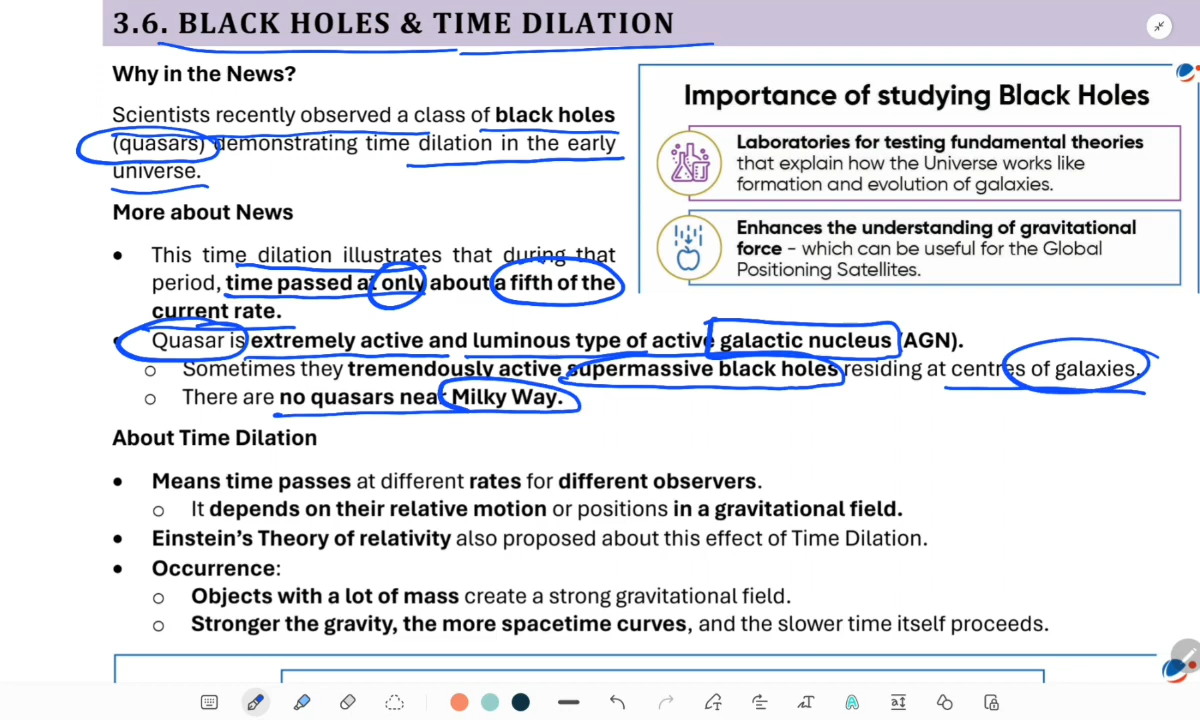 3.6. BLACK HOLES & TIME DILATION
Why in the News?
Scientists recently observed a class of black holes
(quasars) demonstrating time dilation in the early
universe.
More about News
• This time dilation illustrates that during that
period, time passed at only about a fifth of the
current rate.
• Quasar is extremely active and luminous type of active galactic nucleus (AGN).
o Sometimes they tremendously active supermassive black holes residing at centres of galaxies.
o There are no quasars near Milky Way.
Importance of studying Black Holes
Laboratories for testing fundamental theories
that explain how the Universe works like
formation and evolution of galaxies.
Enhances the understanding of gravitational
force - which can be useful for the Global
Positioning Satellites.
About Time Dilation
• Means time passes at different rates for different observers.
o It depends on their relative motion or positions in a gravitational field.
• Einstein's Theory of relativity also proposed about this effect of Time Dilation.
• Occurrence:
o Objects with a lot of mass create a strong gravitational field.
o Stronger the gravity, the more spacetime curves, and the slower time itself proceeds.